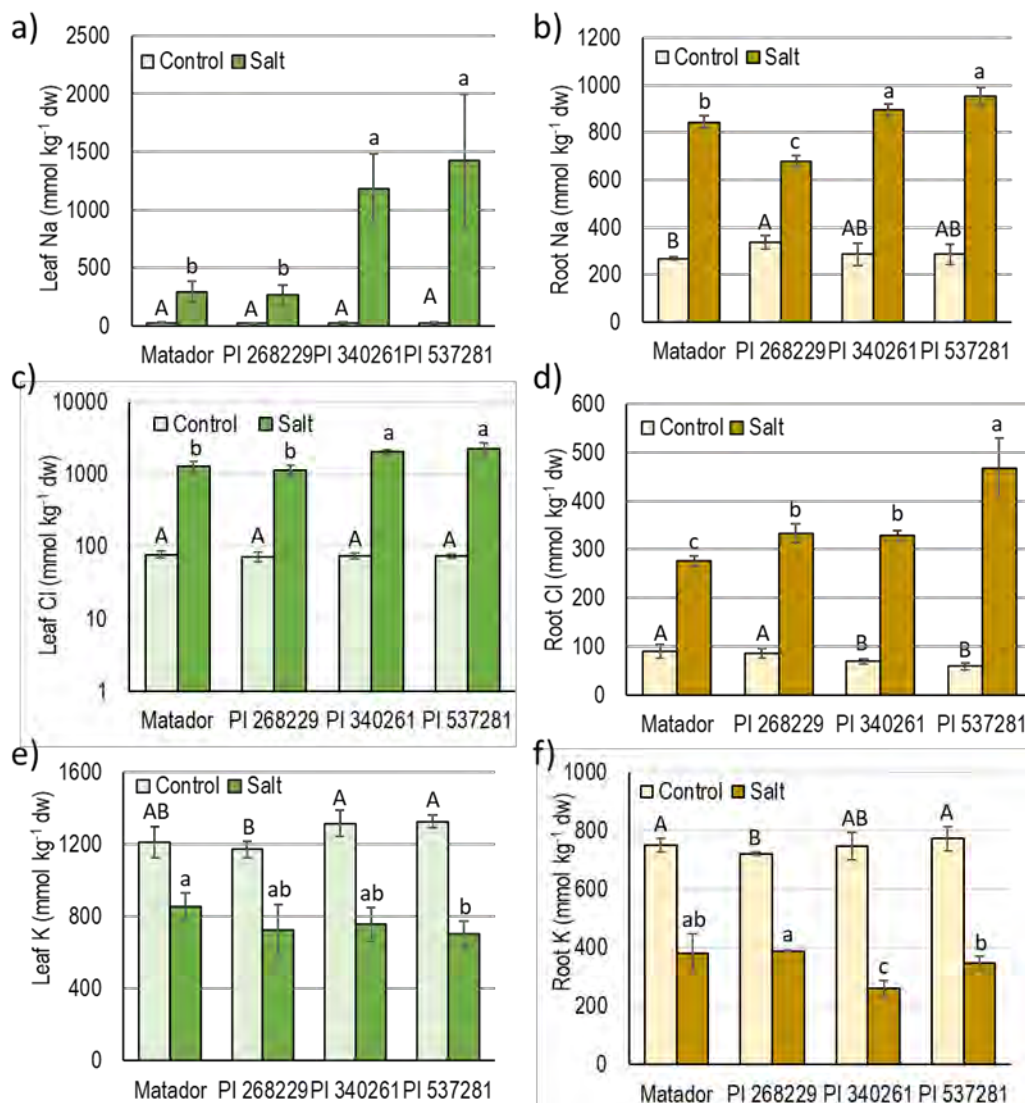 a)
Leaf Na (mmol kg⁻¹ dw)
2500
2000
1500
1000
500
0
Control Salt
A b A b A a A a
Matador PI 268229 PI 340261 PI 537281
b)
Root Na (mmol kg⁻¹ dw)
1200
1000
800
600
400
200
0
Control Salt
B b A c AB a AB a
Matador PI 268229 PI 340261 PI 537281
c)
Leaf Cl (mmol kg⁻¹ dw)
10000
1000
100
10
1
Control Salt
A b A b A a A a
Matador PI 268229 PI 340261 PI 537281
d)
Root Cl (mmol kg⁻¹ dw)
600
500
400
300
200
100
0
Control Salt
A c A b B b B a
Matador PI 268229 PI 340261 PI 537281
e)
Leaf K (mmol kg⁻¹ dw)
1600
1200
800
400
0
Control Salt
AB a B ab A ab A b
Matador PI 268229 PI 340261 PI 537281
f)
Root K (mmol kg⁻¹ dw)
1000
800
600
400
200
0
Control Salt
A ab B a AB c A b
Matador PI 268229 PI 340261 PI 537281